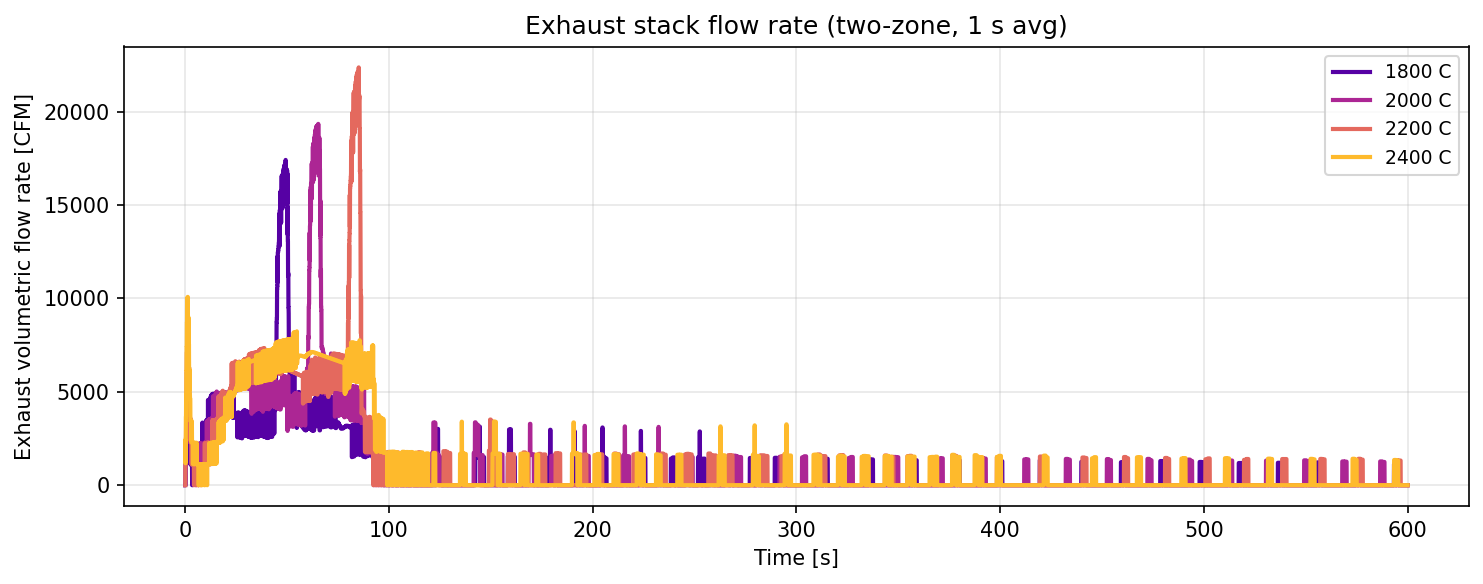 Exhaust stack flow rate (two-zone, 1 s avg)
Exhaust volumetric flow rate [CFM]
20000
15000
10000
5000
0
1800 C
2000 C
2200 C
2400 C
0 100 200 300 400 500 600
Time [s]